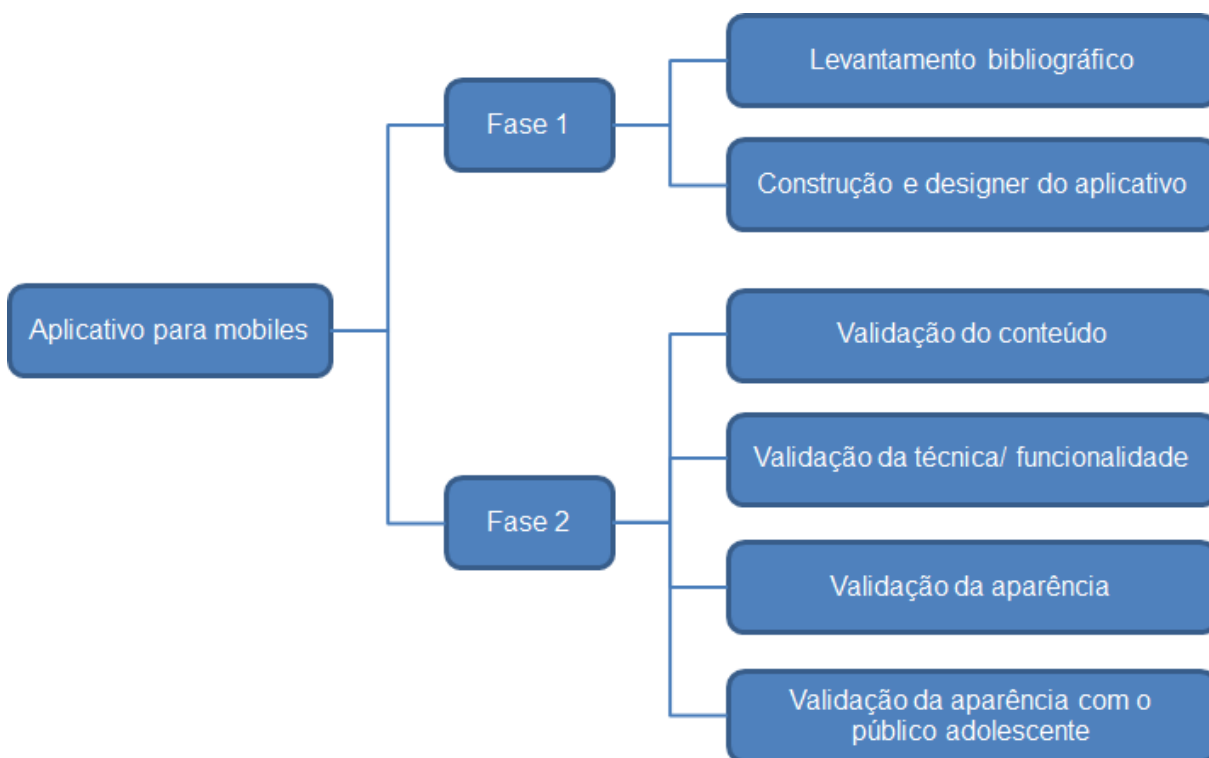 Aplicativo para mobiles
Fase 1
Levantamento bibliográfico
Construção e designer do aplicativo
Fase 2
Validação do conteúdo
Validação da técnica/ funcionalidade
Validação da aparência
Validação da aparência com o
público adolescente